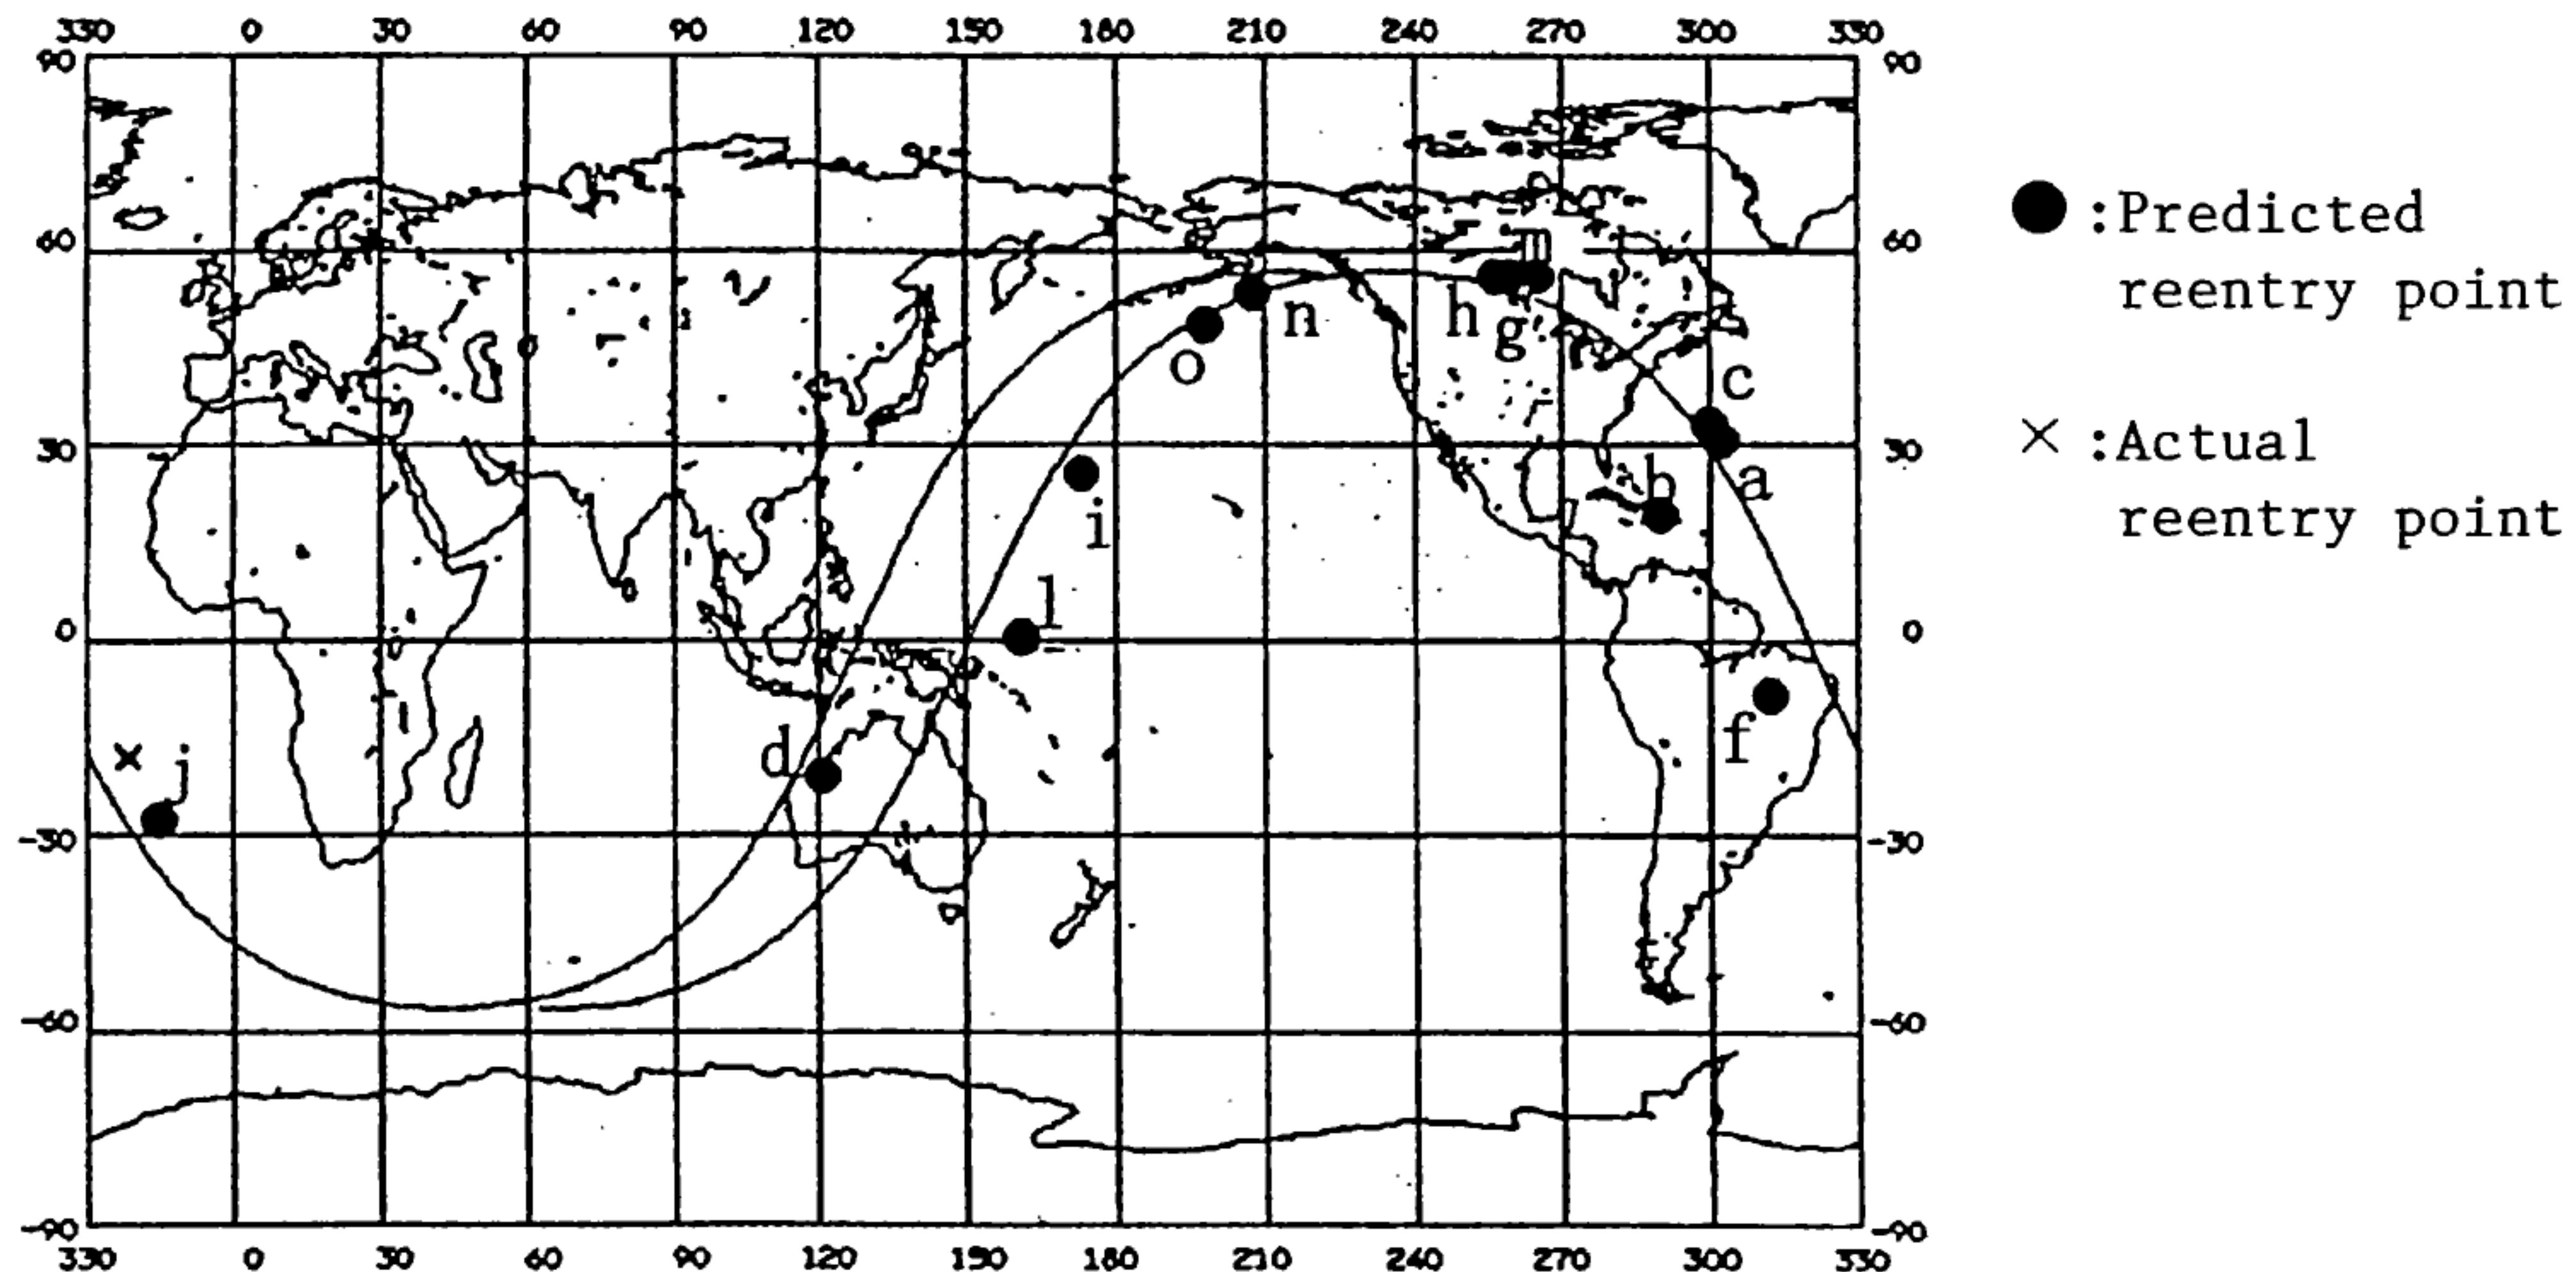 330 0 30 60 90 120 150 180 210 240 270 300 330
90 90
60 60
30 30
0 0
-30 -30
-60 -60
-90 -90
330 0 30 60 90 120 150 180 210 240 270 300 330
m
h
g
n
o
c
a
b
i
l
d
f
j
● :Predicted
reentry point
× :Actual
reentry point